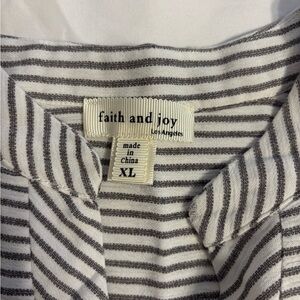 faith and joy
Los Angeles
made
in
China
XL